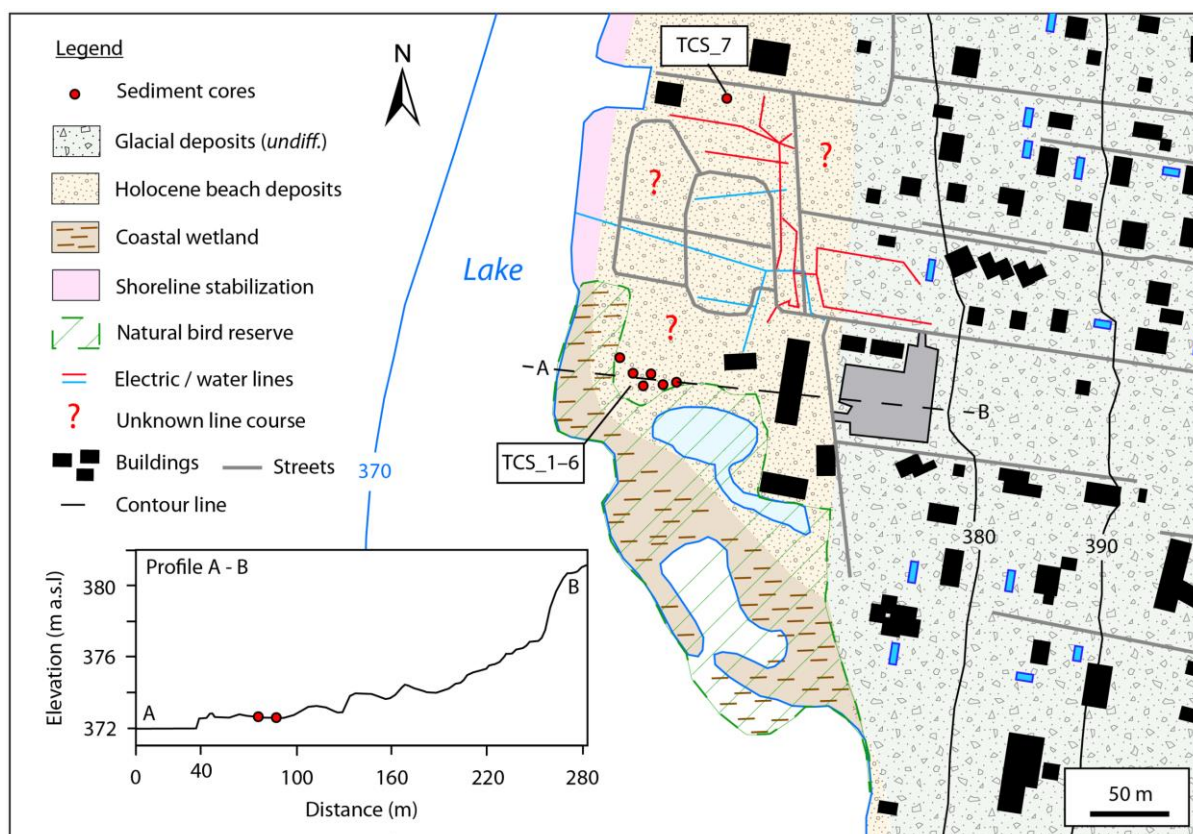 Legend
Sediment cores
Glacial deposits (undiff.)
Holocene beach deposits
Coastal wetland
Shoreline stabilization
Natural bird reserve
Electric / water lines
? Unknown line course
Buildings Streets
Contour line
N
Lake
370
TCS_7
?
?
?
A
B
TCS_1–6
380
390
50 m
Profile A - B
Elevation (m a.s.l)
380
376
372
A
B
0 40 100 160 220 280
Distance (m)